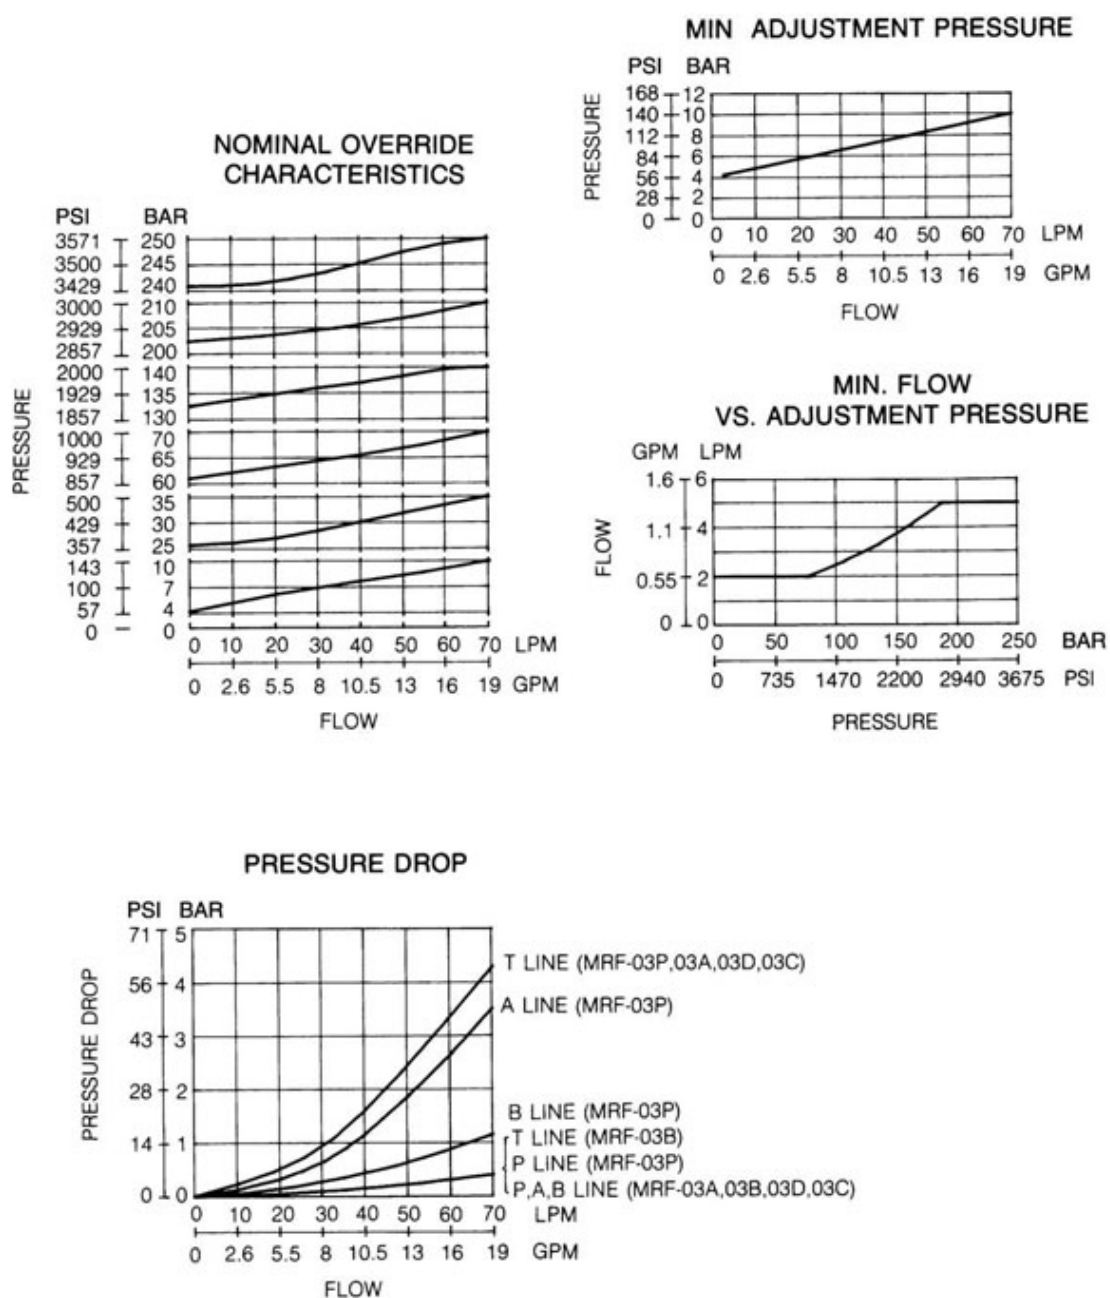 MIN ADJUSTMENT PRESSURE
PSI BAR
168 12
140 10
112 8
84 6
56 4
28 2
0 0
PRESSURE
0 10 20 30 40 50 60 70 LPM
0 2.6 5.5 8 10.5 13 16 19 GPM
FLOW
NOMINAL OVERRIDE
CHARACTERISTICS
PSI BAR
3571 250
3500 245
3429 240
3000 210
2929 205
2857 200
2000 140
1929 135
1857 130
1000 70
929 65
857 60
500 35
429 30
357 25
143 10
100 7
57 4
0 0
PRESSURE
0 10 20 30 40 50 60 70 LPM
0 2.6 5.5 8 10.5 13 16 19 GPM
FLOW
MIN. FLOW
VS. ADJUSTMENT PRESSURE
GPM LPM
1.6 6
1.1 4
0.55 2
0 0
FLOW
0 50 100 150 200 250 BAR
0 735 1470 2200 2940 3675 PSI
PRESSURE
PRESSURE DROP
PSI BAR
71 5
56 4
43 3
28 2
14 1
0 0
PRESSURE DROP
T LINE (MRF-03P,03A,03D,03C)
A LINE (MRF-03P)
B LINE (MRF-03P)
T LINE (MRF-03B)
P LINE (MRF-03P)
P,A,B LINE (MRF-03A,03B,03D,03C)
0 10 20 30 40 50 60 70 LPM
0 2.6 5.5 8 10.5 13 16 19 GPM
FLOW